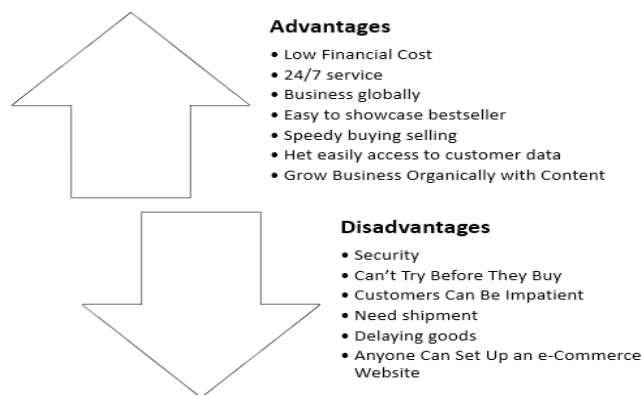 Advantages
• Low Financial Cost
• 24/7 service
• Business globally
• Easy to showcase bestseller
• Speedy buying selling
• Het easily access to customer data
• Grow Business Organically with Content
Disadvantages
• Security
• Can't Try Before They Buy
• Customers Can Be Impatient
• Need shipment
• Delaying goods
• Anyone Can Set Up an e-Commerce
Website